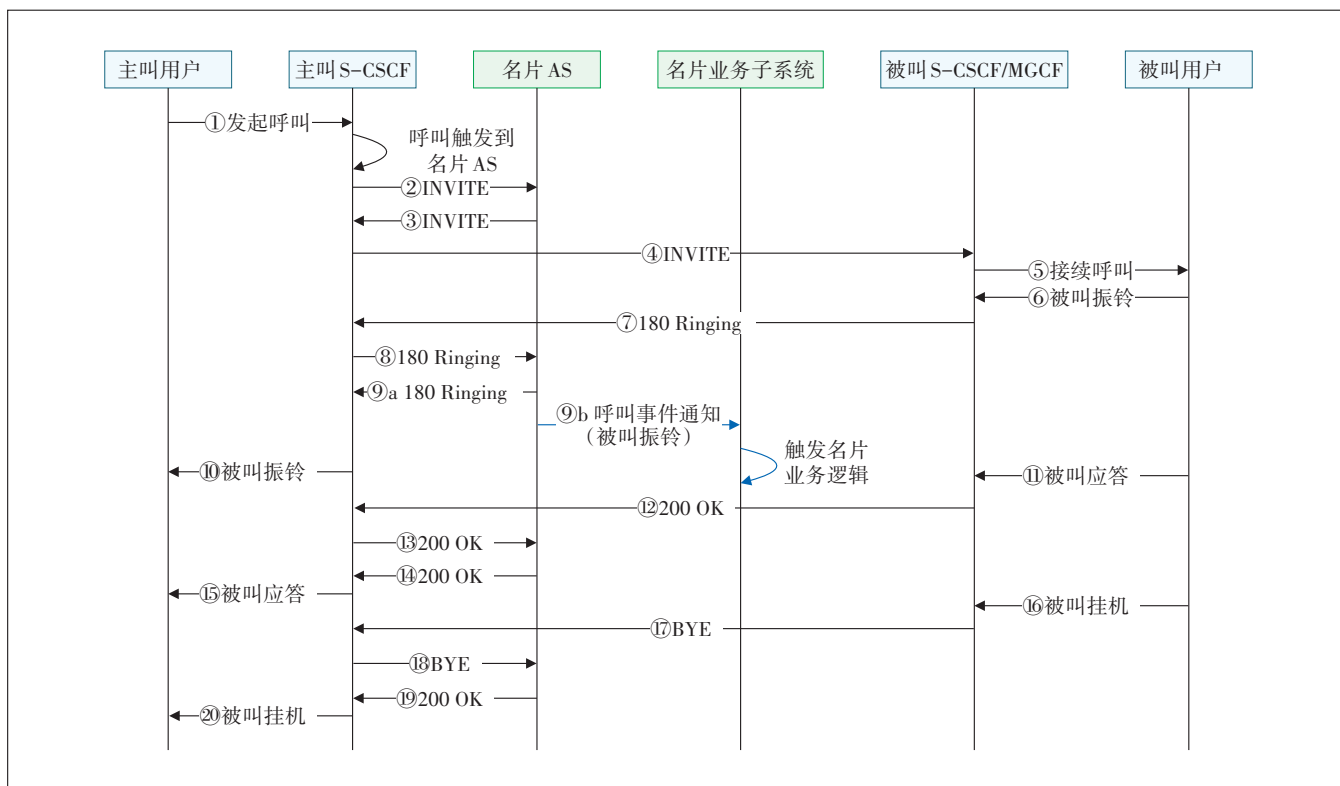 主叫用户
主叫 S-CSCF
名片 AS
名片业务子系统
被叫 S-CSCF/MGCF
被叫用户
①发起呼叫
呼叫触发到
名片 AS
②INVITE
③INVITE
④INVITE
⑤接续呼叫
⑥被叫振铃
⑦180 Ringing
⑧180 Ringing
⑨a 180 Ringing
⑨b 呼叫事件通知
（被叫振铃）
触发名片
业务逻辑
⑩被叫振铃
⑪被叫应答
⑫200 OK
⑬200 OK
⑭200 OK
⑮被叫应答
⑯被叫挂机
⑰BYE
⑱BYE
⑲200 OK
⑳被叫挂机